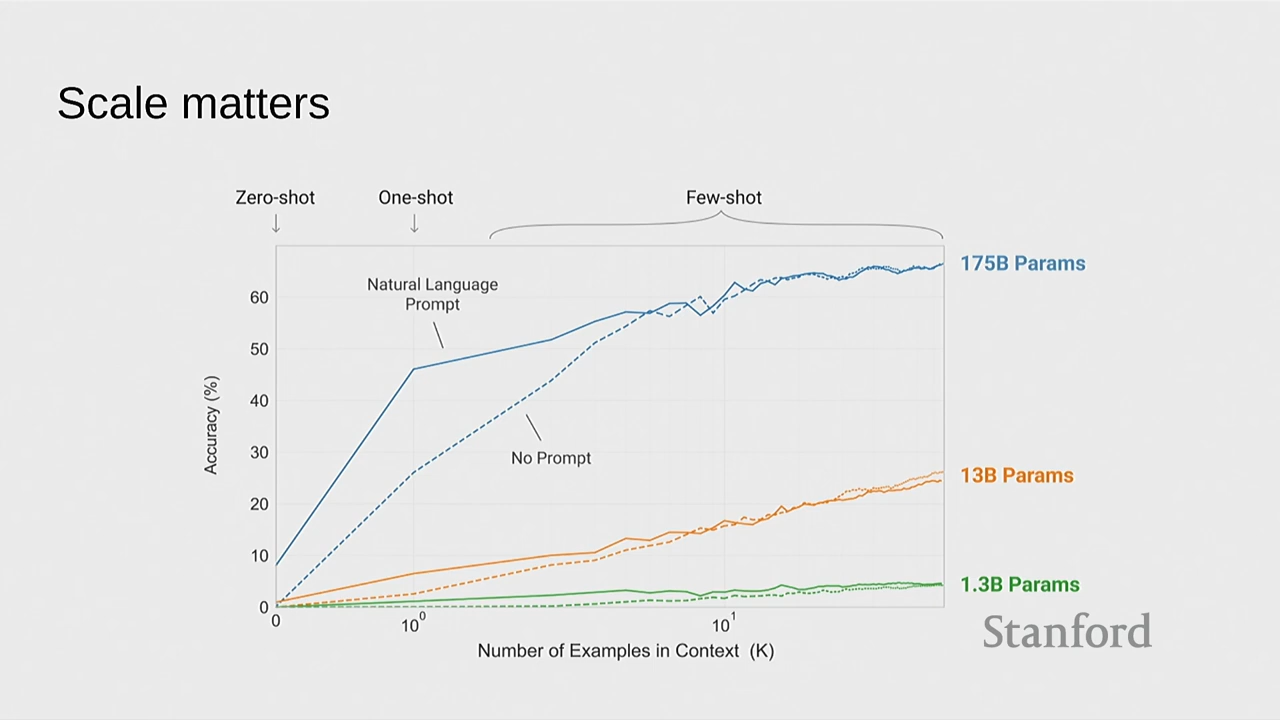 Scale matters
Zero-shot
One-shot
Few-shot
175B Params
Natural Language
Prompt
No Prompt
13B Params
1.3B Params
Accuracy (%)
60
50
40
30
20
10
0
0
10⁰
10¹
Number of Examples in Context (K)
Stanford